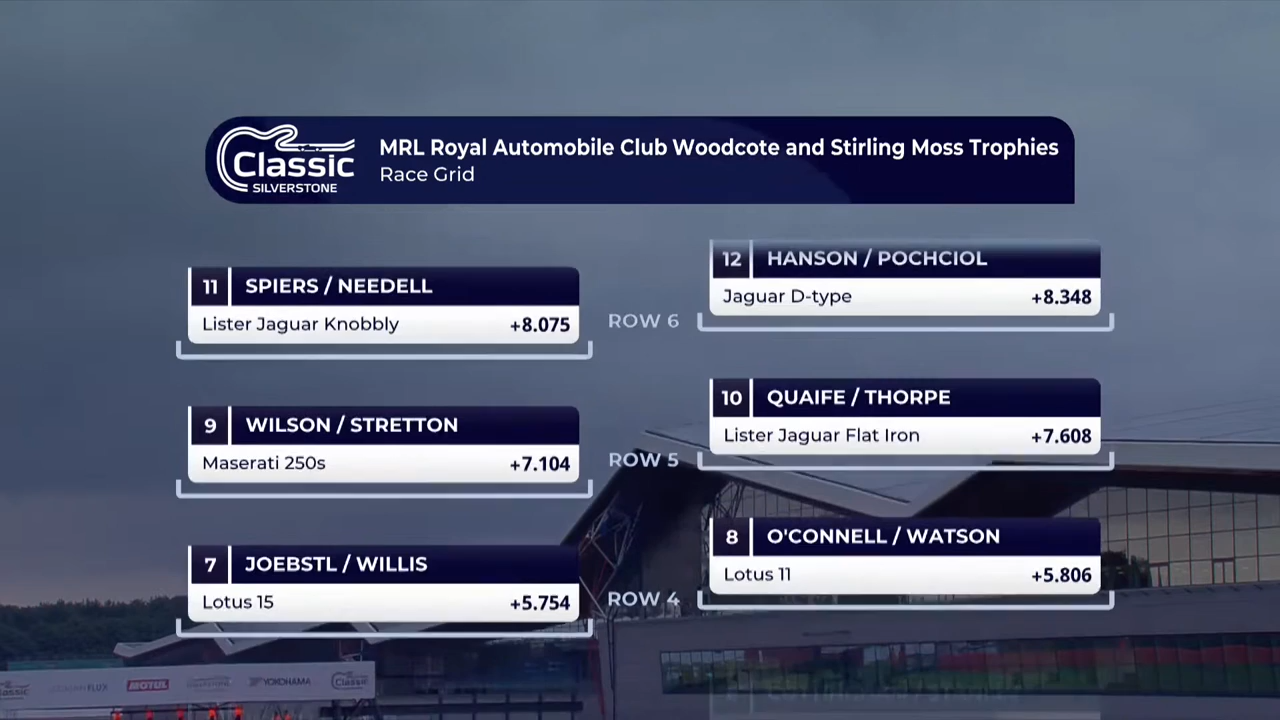 Classic
SILVERSTONE
MRL Royal Automobile Club Woodcote and Stirling Moss Trophies
Race Grid
12 HANSON / POCHCIOL
Jaguar D-type +8.348
11 SPIERS / NEEDELL
Lister Jaguar Knobbly +8.075
ROW 6
10 QUAIFE / THORPE
Lister Jaguar Flat Iron +7.608
9 WILSON / STRETTON
Maserati 250s +7.104
ROW 5
8 O'CONNELL / WATSON
Lotus 11 +5.806
7 JOEBSTL / WILLIS
Lotus 15 +5.754
ROW 4
MOTUL
YOKOHAMA
Classic